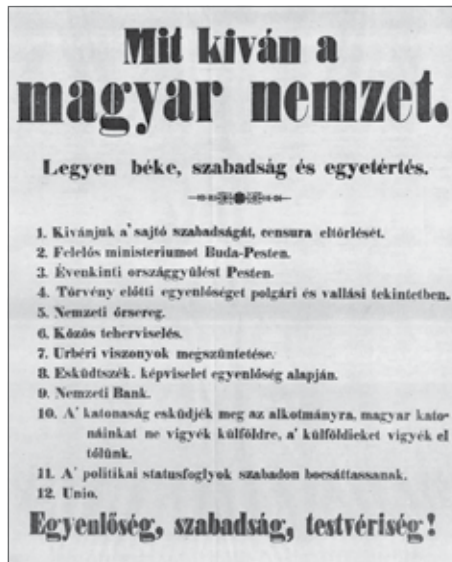 Mit kiván a
magyar nemzet.
Legyen béke, szabadság és egyetértés.
1. Kivánjuk a' sajtó szabadságát, censura eltörlését.
2. Felelős ministeriumot Buda-Pesten.
3. Évenkinti országgyülést Pesten.
4. Törvény előtti egyenlőséget polgári és vallási tekintetben.
5. Nemzeti őrsereg.
6. Közös teherviselés.
7. Urbéri viszonyok megszüntetése.
8. Esküdtszék. képviselet egyenlőség alapján.
9. Nemzeti Bank.
10. A' katonaság esküdjék meg az alkotmányra, magyar kato-
náinkat ne vigyék külföldre, a' külföldieket vigyék el
tőlünk.
11. A' politikai statusfoglyok szabadon bocsáttassanak.
12. Unio.
Egyenlőség, szabadság, testvériség!